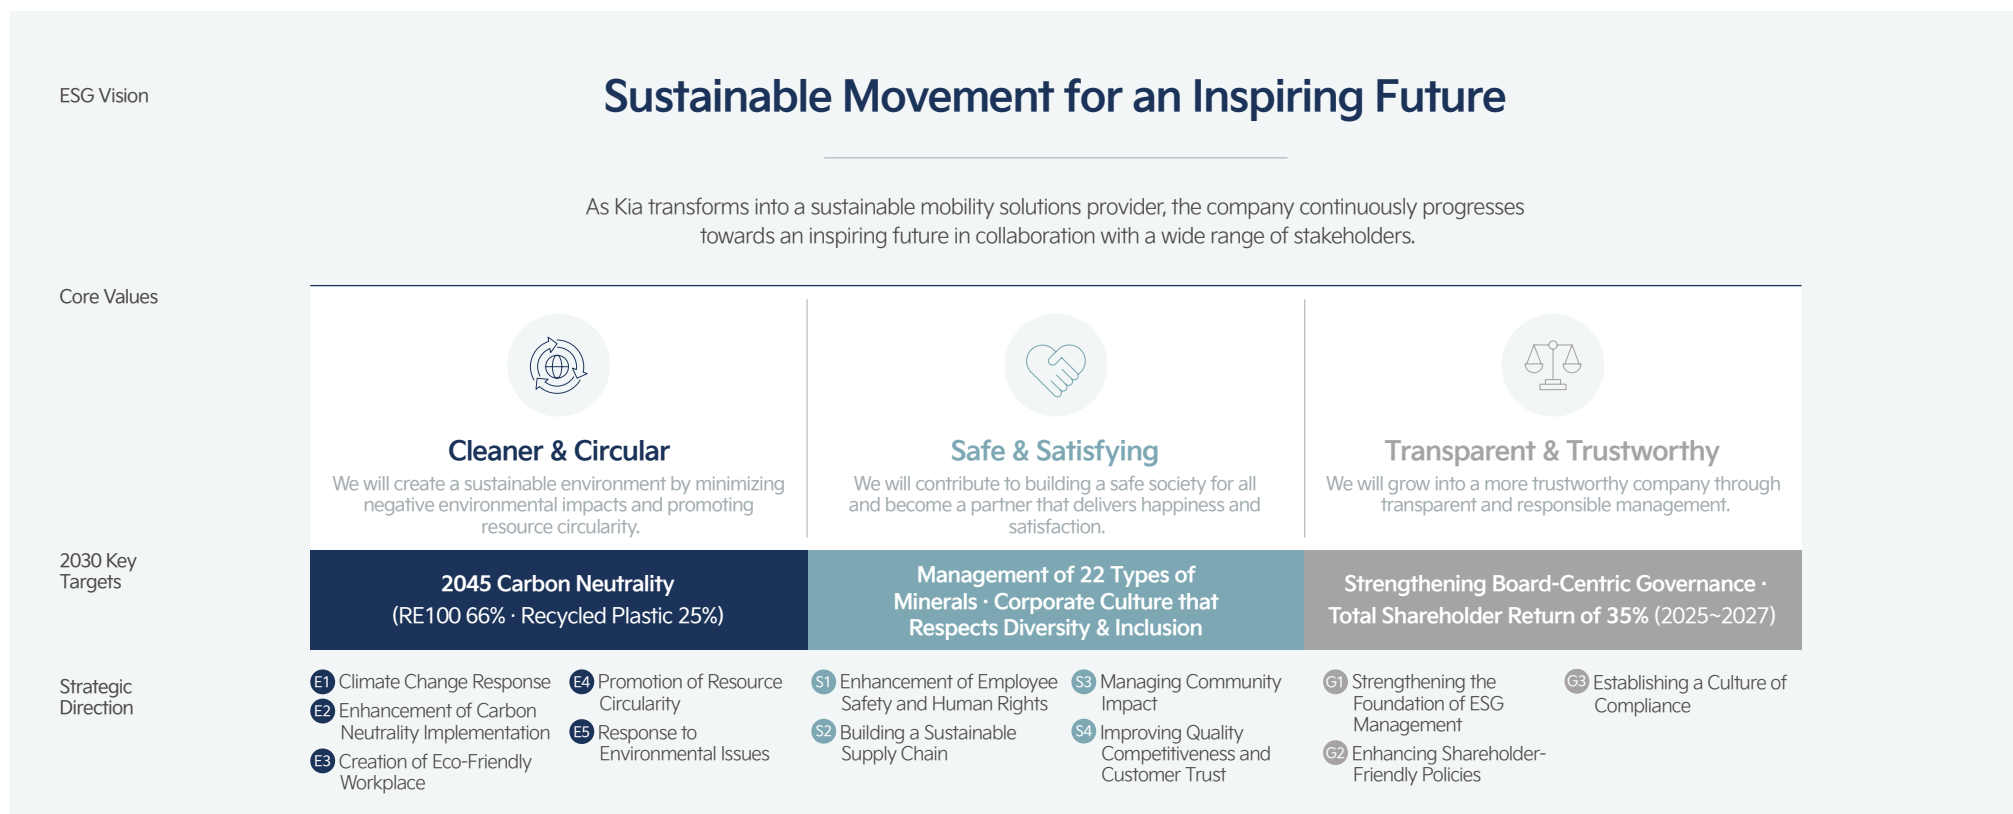 ESG Vision
Sustainable Movement for an Inspiring Future
As Kia transforms into a sustainable mobility solutions provider, the company continuously progresses
towards an inspiring future in collaboration with a wide range of stakeholders.
Core Values
Cleaner & Circular
We will create a sustainable environment by minimizing
negative environmental impacts and promoting
resource circularity.
Safe & Satisfying
We will contribute to building a safe society for all
and become a partner that delivers happiness and
satisfaction.
Transparent & Trustworthy
We will grow into a more trustworthy company through
transparent and responsible management.
2030 Key
Targets
2045 Carbon Neutrality
(RE100 66% · Recycled Plastic 25%)
Management of 22 Types of
Minerals · Corporate Culture that
Respects Diversity & Inclusion
Strengthening Board-Centric Governance ·
Total Shareholder Return of 35% (2025~2027)
Strategic
Direction
E1 Climate Change Response
E2 Enhancement of Carbon
Neutrality Implementation
E3 Creation of Eco-Friendly
Workplace
E4 Promotion of Resource
Circularity
E5 Response to
Environmental Issues
S1 Enhancement of Employee
Safety and Human Rights
S2 Building a Sustainable
Supply Chain
S3 Managing Community
Impact
S4 Improving Quality
Competitiveness and
Customer Trust
G1 Strengthening the
Foundation of ESG
Management
G2 Enhancing Shareholder-
Friendly Policies
G3 Establishing a Culture of
Compliance